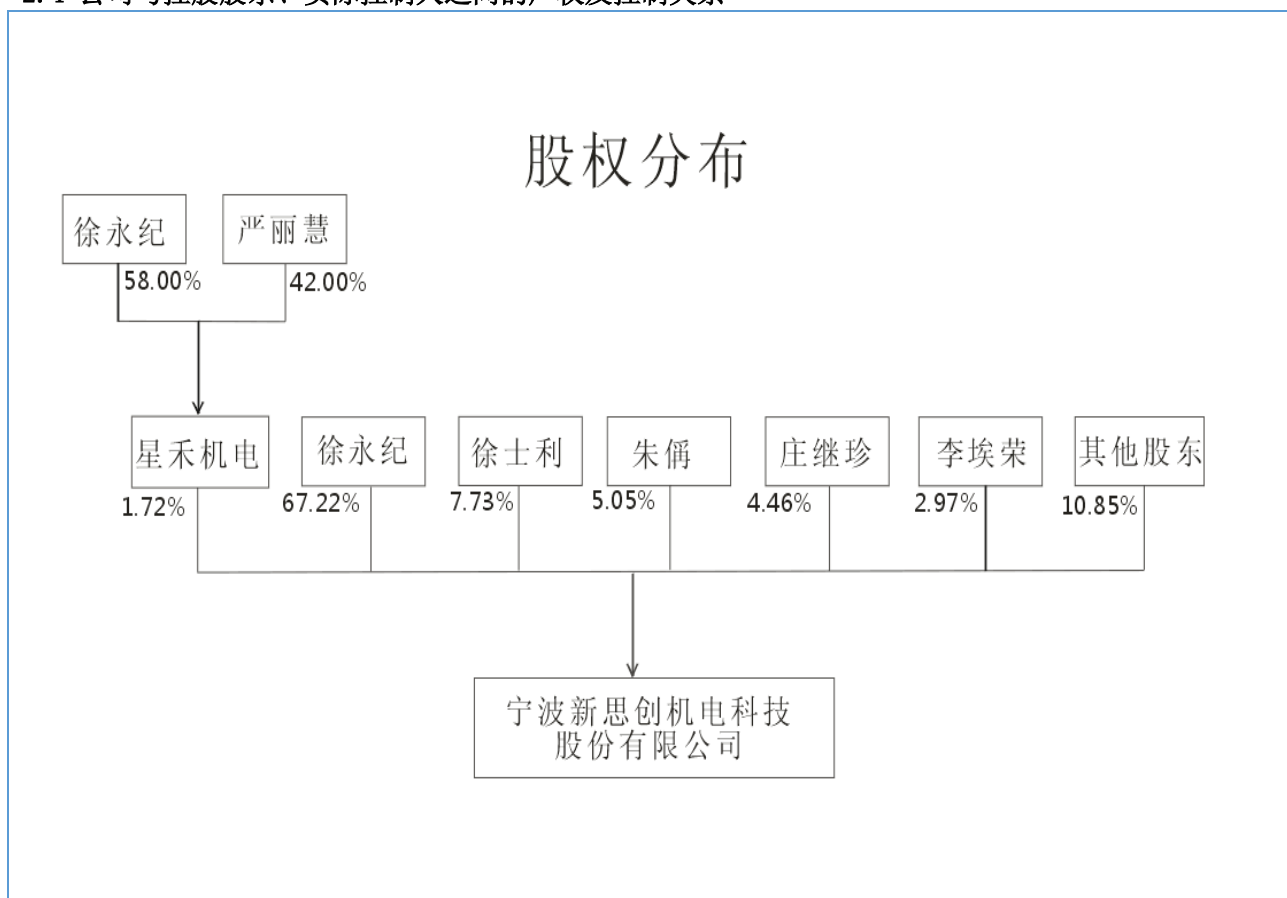 股权分布
徐永纪
严丽慧
58.00%
42.00%
星禾机电
徐永纪
徐士利
朱偁
庄继珍
李埃荣
其他股东
1.72%
67.22%
7.73%
5.05%
4.46%
2.97%
10.85%
宁波新思创机电科技
股份有限公司